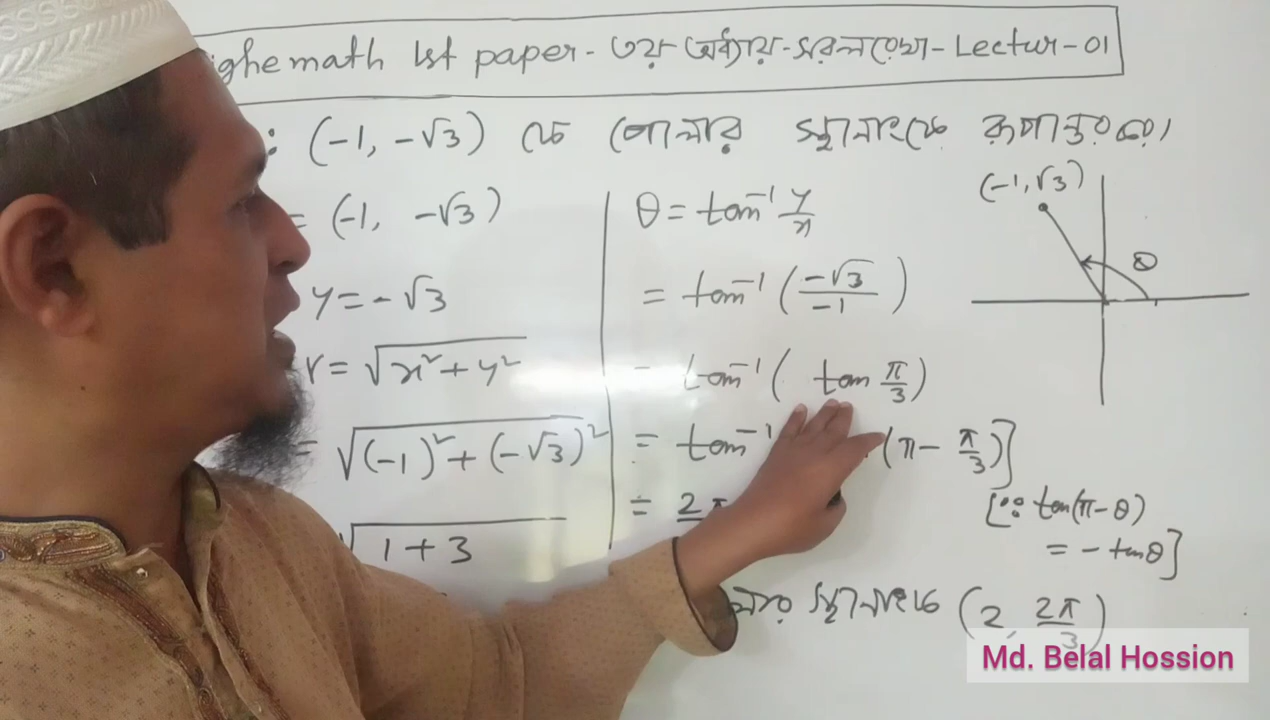 ghe math 1st paper - ৩য় অধ্যায় - সরলরেখা - Lectur - 01
: (-1, -√3) কে পোলার স্থানাংকে রূপান্তর করো।
= (-1, -√3)
y = -√3
r = √x² + y²
= √(-1)² + (-√3)²
√1 + 3
θ = tan⁻¹ y/x
= tan⁻¹ (-√3/-1)
= tan⁻¹ ( tan π/3)
= tan⁻¹ (π - π/3)]
[∵ tan(π - θ)
= - tanθ]
= 2π
লার স্থানাংক (2, 2π/3)
(-1, √3)
θ
Md. Belal Hossion